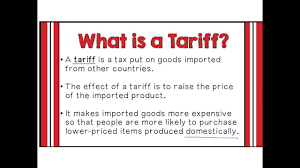 What is a Tariff?
• A tariff is a tax put on goods imported
from other countries.
• The effect of a tariff is to raise the price
of the imported product.
• It makes imported goods more expensive
so that people are more likely to purchase
lower-priced items produced domestically.